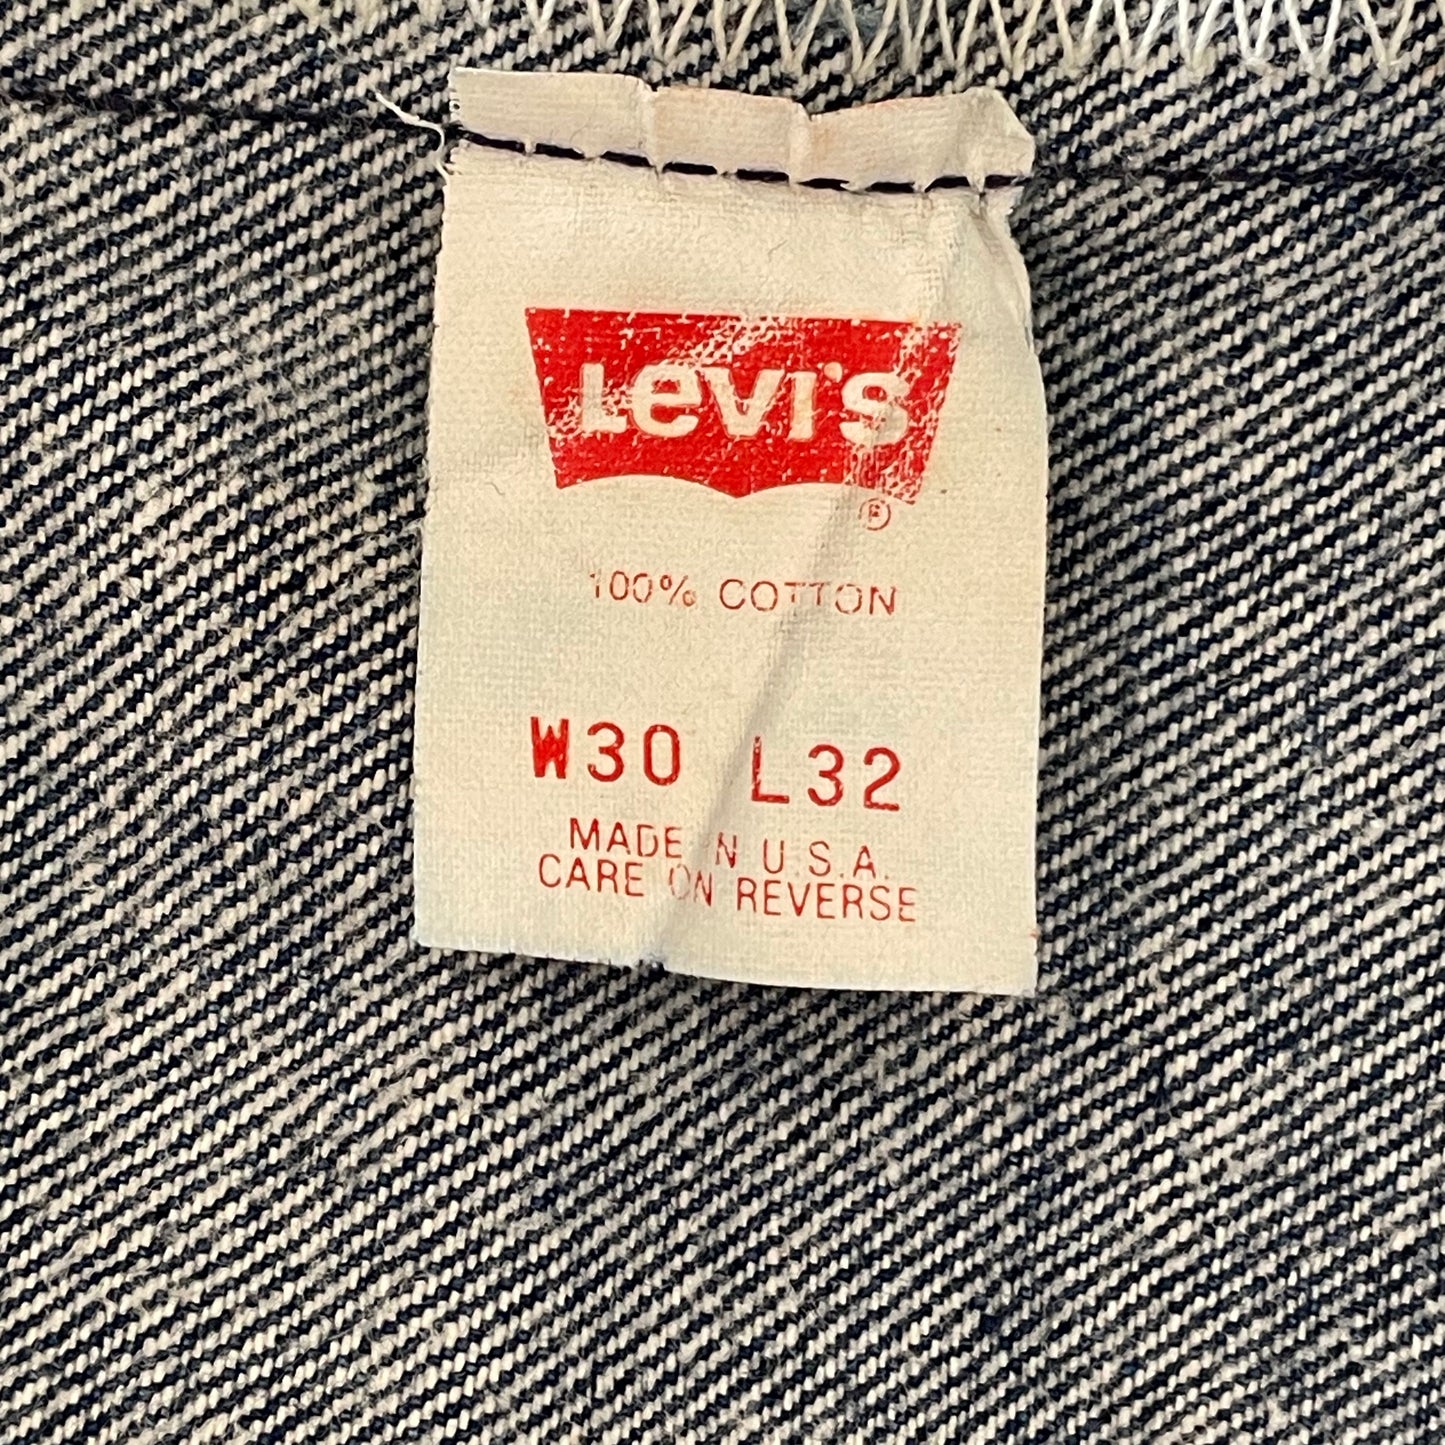 Levi's
®
100% COTTON
W30 L32
MADE IN U.S.A.
CARE ON REVERSE